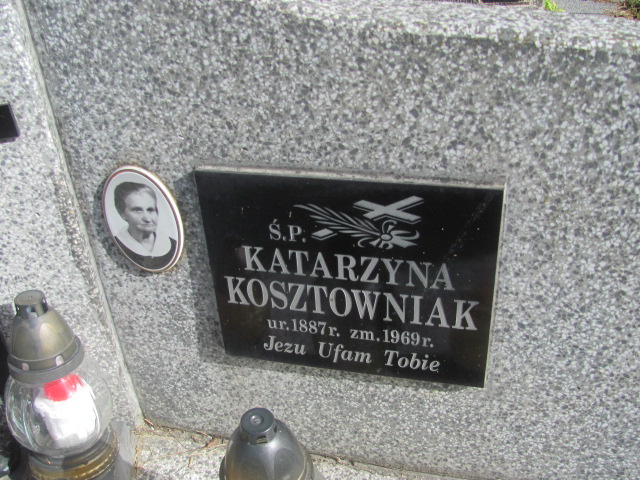 Ś.P.
KATARZYNA
KOSZTOWNIAK
ur. 1887r. zm. 1969r.
Jezu Ufam Tobie